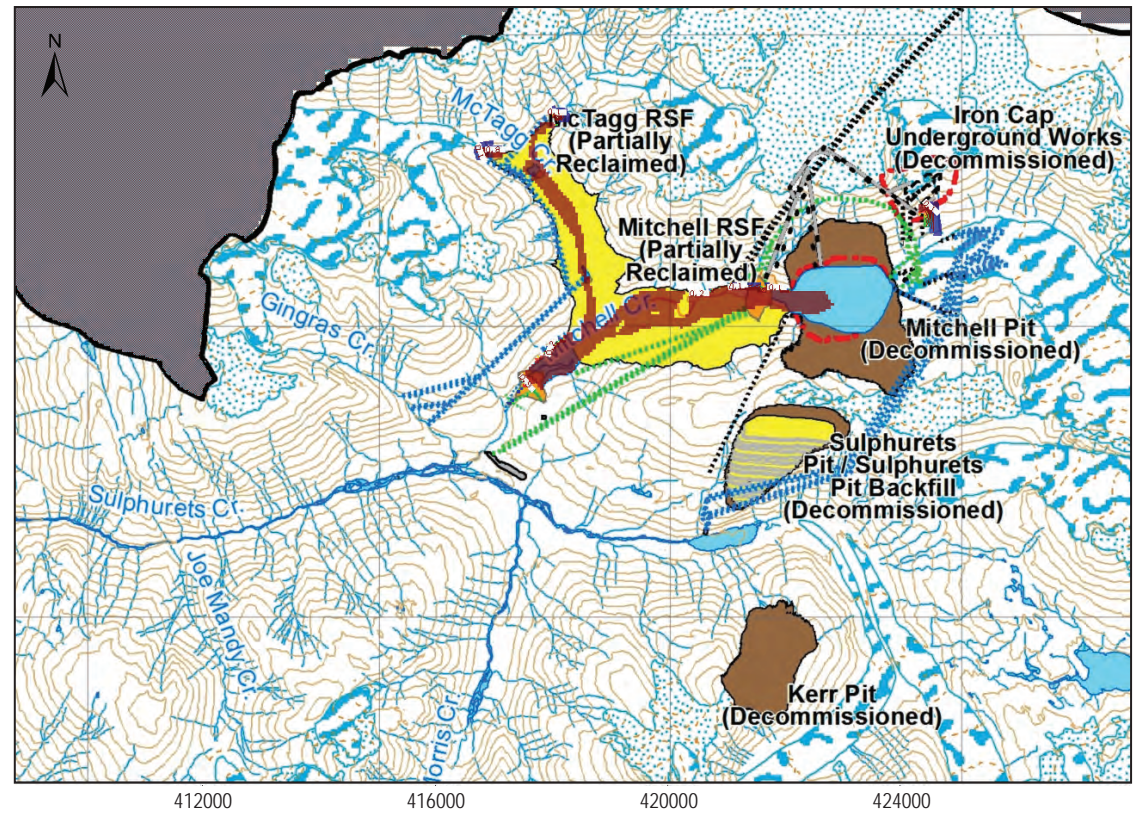 N
McTagg Cr.
McTagg RSF
(Partially
Reclaimed)
Iron Cap
Underground Works
(Decommissioned)
Mitchell RSF
(Partially
Reclaimed)
Gingras Cr.
Mitchell Cr.
Mitchell Pit
(Decommissioned)
Sulphurets
Pit / Sulphurets
Pit Backfill
(Decommissioned)
Sulphurets Cr.
Joe Mandy Cr.
Kerr Pit
(Decommissioned)
orris Cr.
412000
416000
420000
424000